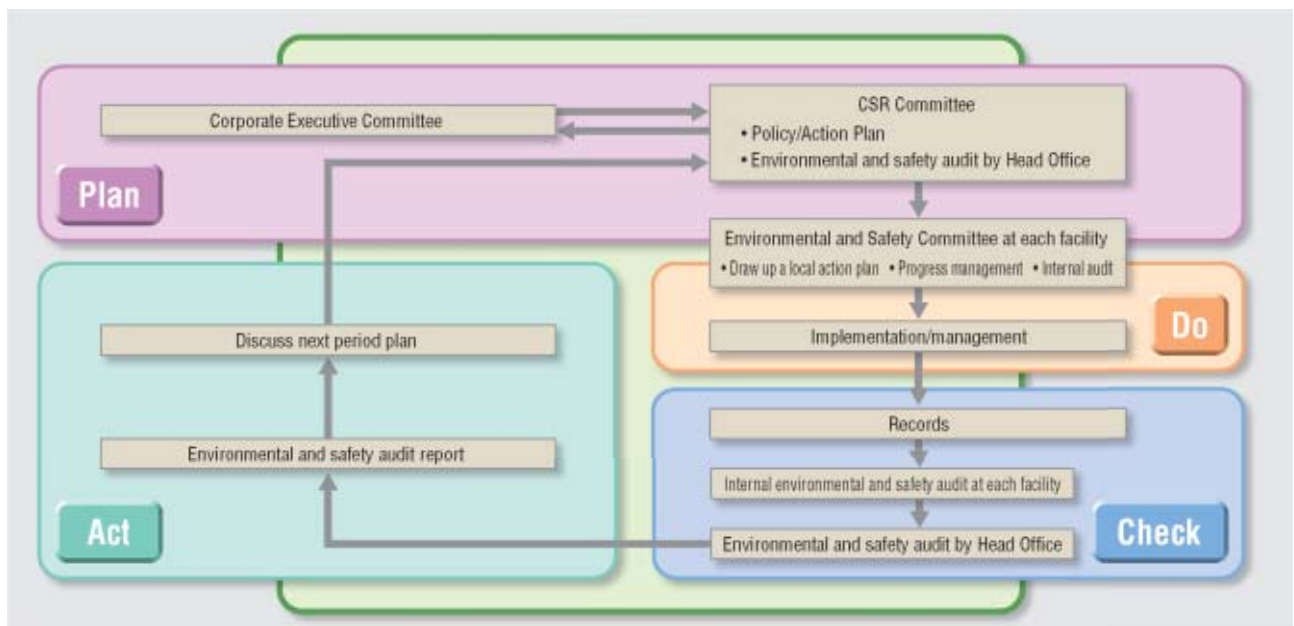 Corporate Executive Committee
CSR Committee
• Policy/Action Plan
• Environmental and safety audit by Head Office
Plan
Environmental and Safety Committee at each facility
• Draw up a local action plan • Progress management • Internal audit
Implementation/management
Do
Records
Internal environmental and safety audit at each facility
Environmental and safety audit by Head Office
Check
Discuss next period plan
Environmental and safety audit report
Act